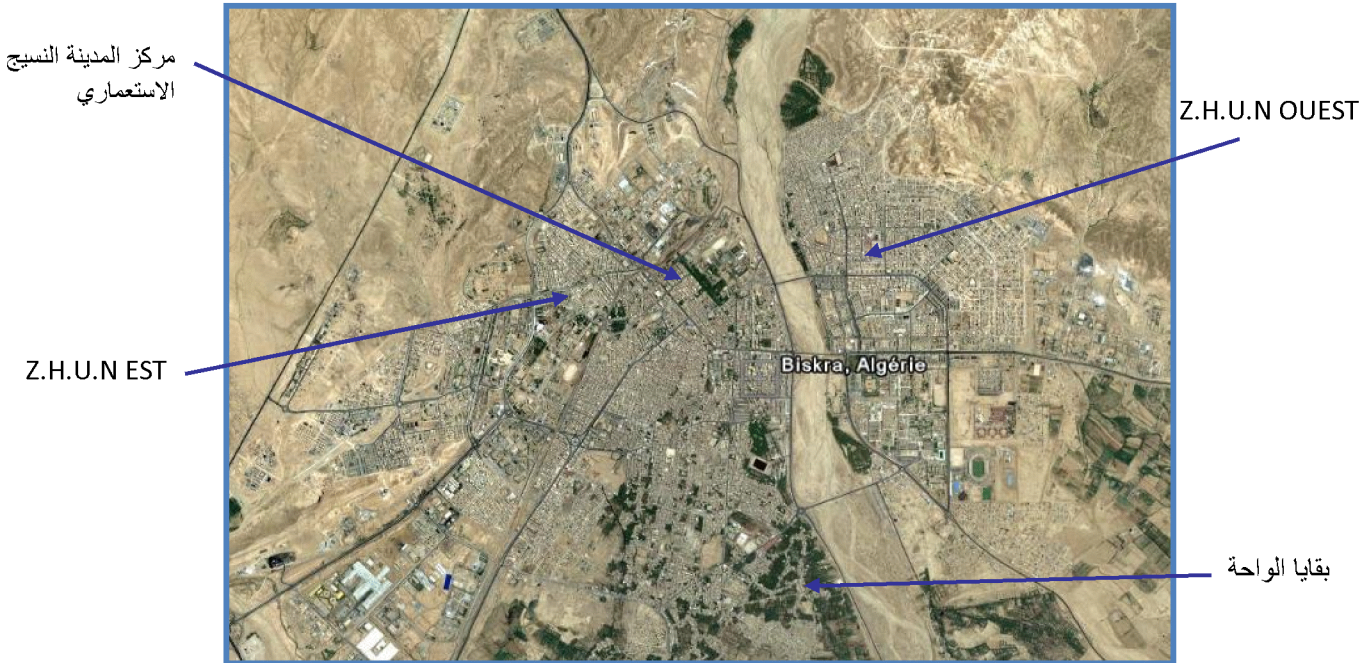 مركز المدينة النسيج
الاستعماري
Z.H.U.N OUEST
Z.H.U.N EST
Biskra, Algérie
بقايا الواحة